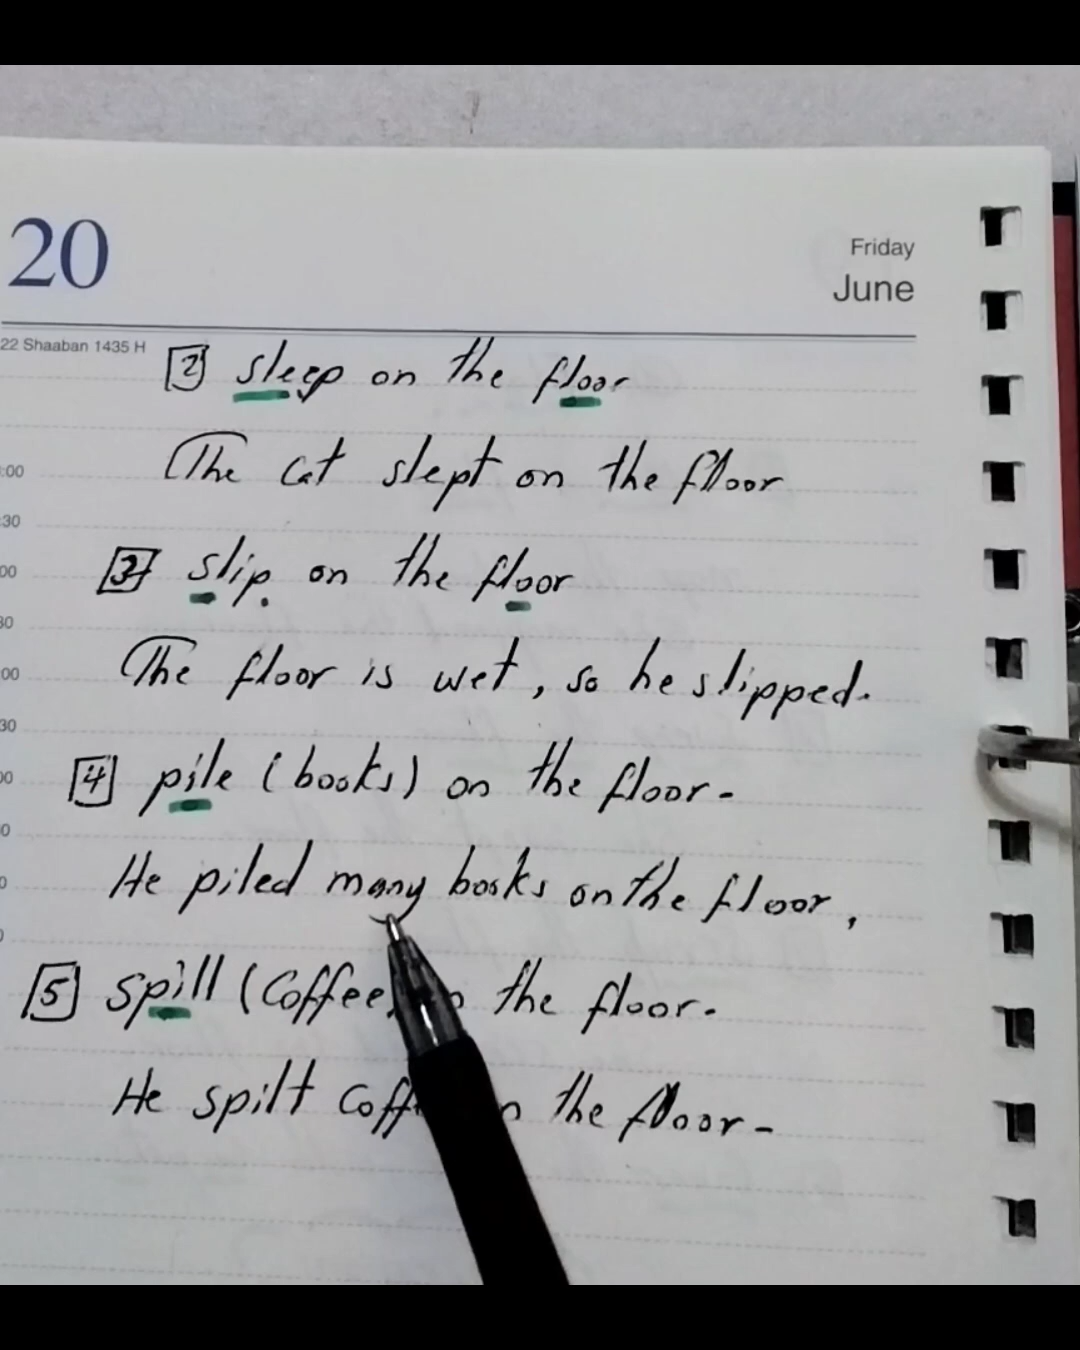 20
Friday
June
22 Shaaban 1435 H
2 sleep on the floor
The cat slept on the floor
3 slip on the floor
The floor is wet, so he slipped.
4 pile (books) on the floor.
He piled many books on the floor,
5 spill (coffee) the floor.
He spilt the floor.